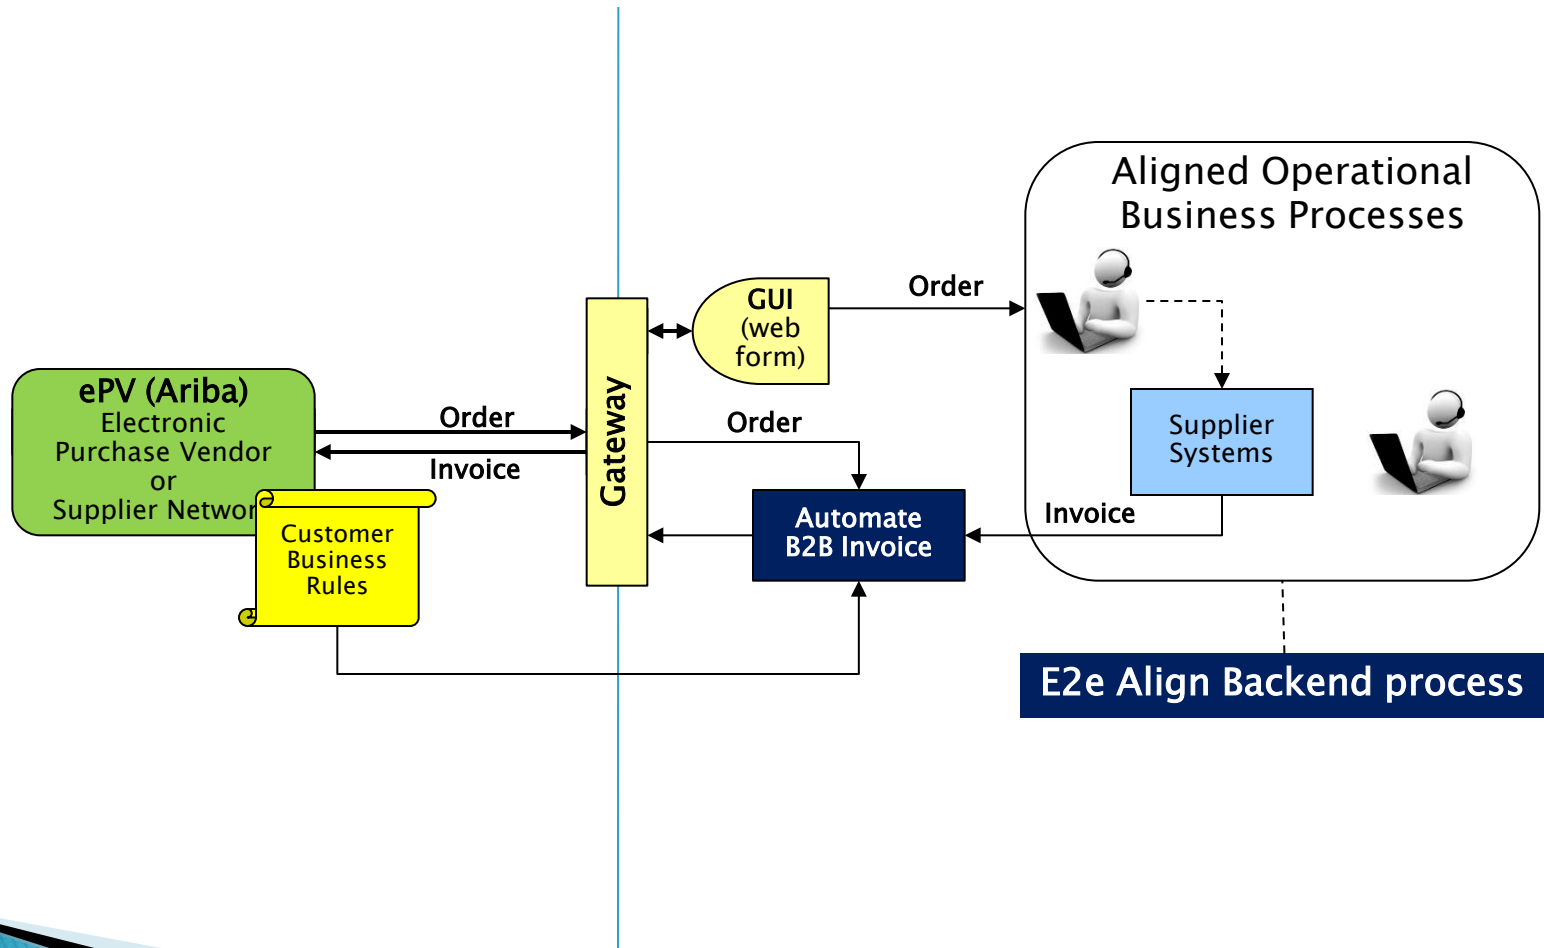 Aligned Operational
Business Processes
GUI
(web
form)
Order
ePV (Ariba)
Electronic
Purchase Vendor
or
Supplier Networ
Order
Invoice
Gateway
Order
Supplier
Systems
Customer
Business
Rules
Automate
B2B Invoice
Invoice
E2e Align Backend process